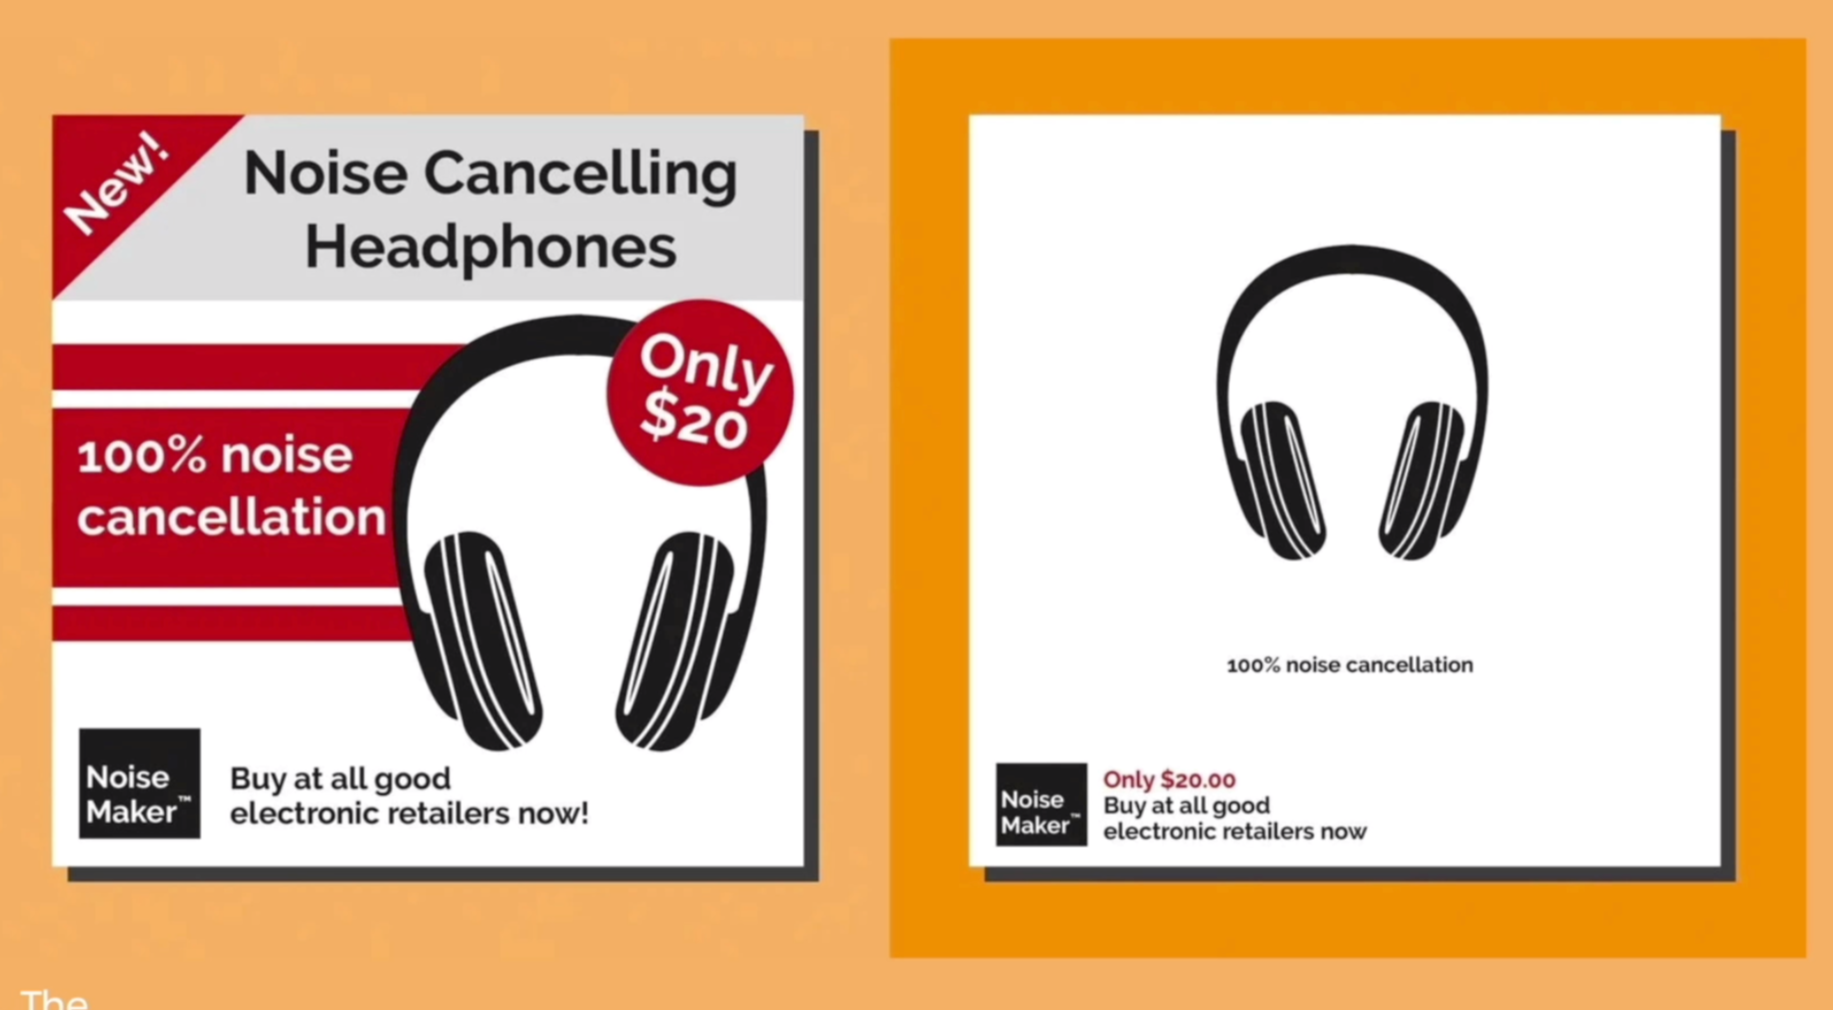 New!
Noise Cancelling
Headphones
Only
$20
100% noise
cancellation
Noise
Maker™
Buy at all good
electronic retailers now!
100% noise cancellation
Noise
Maker™
Only $20.00
Buy at all good
electronic retailers now
The